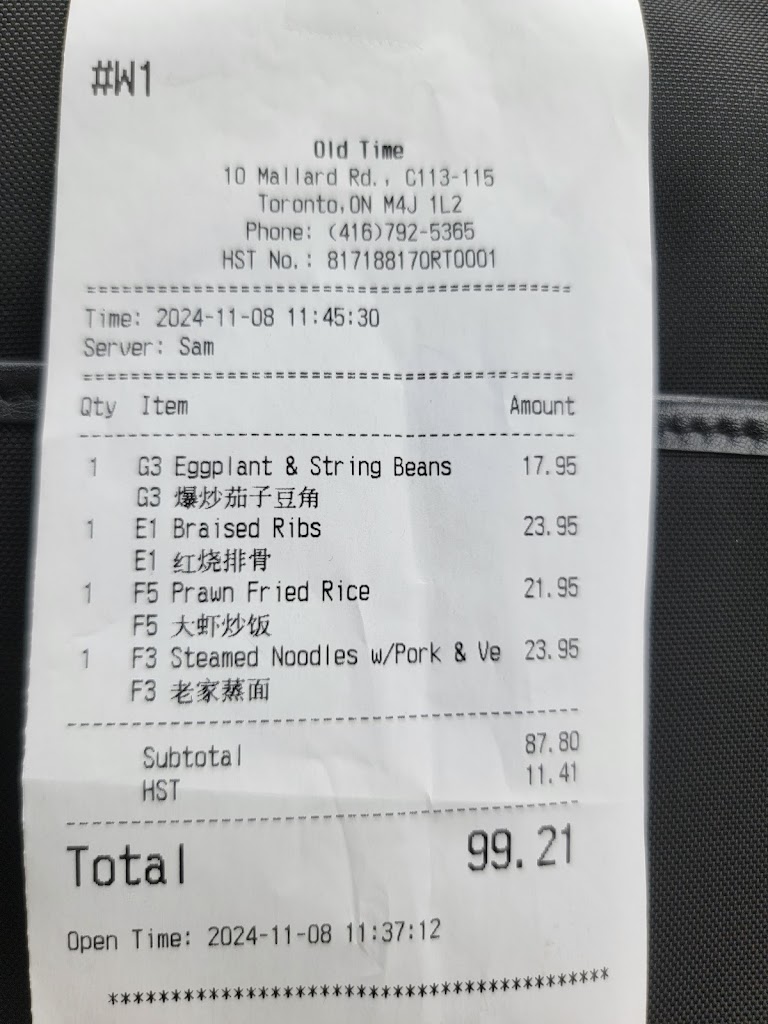 #W1
Old Time
10 Mallard Rd., C113-115
Toronto,ON M4J 1L2
Phone: (416)792-5365
HST No.: 817188170RT0001
================================================
Time: 2024-11-08 11:45:30
Server: Sam
================================================
Qty Item Amount
------------------------------------------------
1 G3 Eggplant & String Beans 17.95
G3 爆炒茄子豆角
1 E1 Braised Ribs 23.95
E1 红烧排骨
1 F5 Prawn Fried Rice 21.95
F5 大虾炒饭
1 F3 Steamed Noodles w/Pork & Ve 23.95
F3 老家蒸面
------------------------------------------------
Subtotal 87.80
HST 11.41
------------------------------------------------
Total 99.21
Open Time: 2024-11-08 11:37:12
******************************************